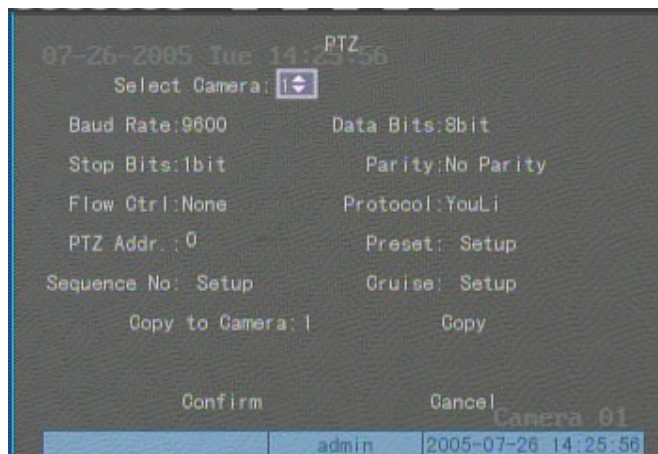 PTZ
07-26-2005 Tue 14:25:56
Select Camera: 1
Baud Rate:9600 Data Bits:8bit
Stop Bits:1bit Parity:No Parity
Flow Ctrl:None Protocol:YouLi
PTZ Addr.:0 Preset: Setup
Sequence No: Setup Cruise: Setup
Copy to Camera:1 Copy
Confirm Cancel
Camera 01
admin 2005-07-26 14:25:56